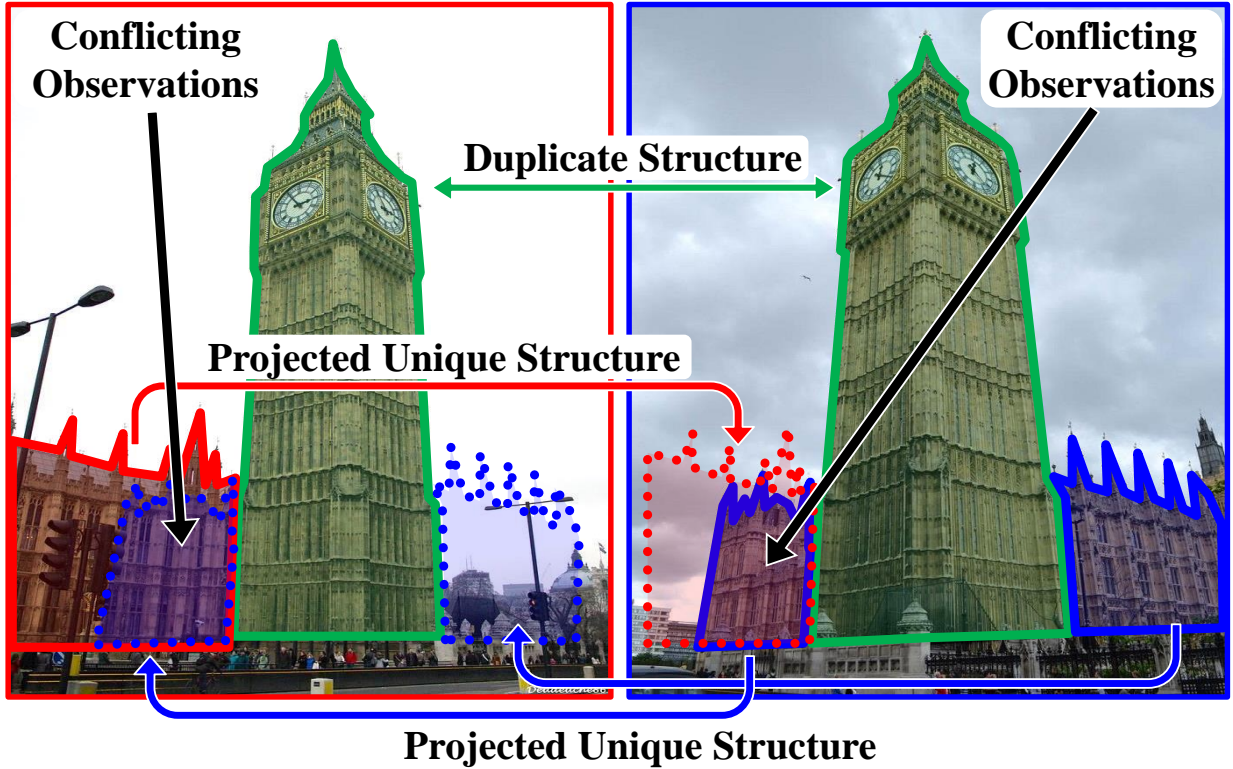 Conflicting
Observations
Conflicting
Observations
Duplicate Structure
Projected Unique Structure
Projected Unique Structure